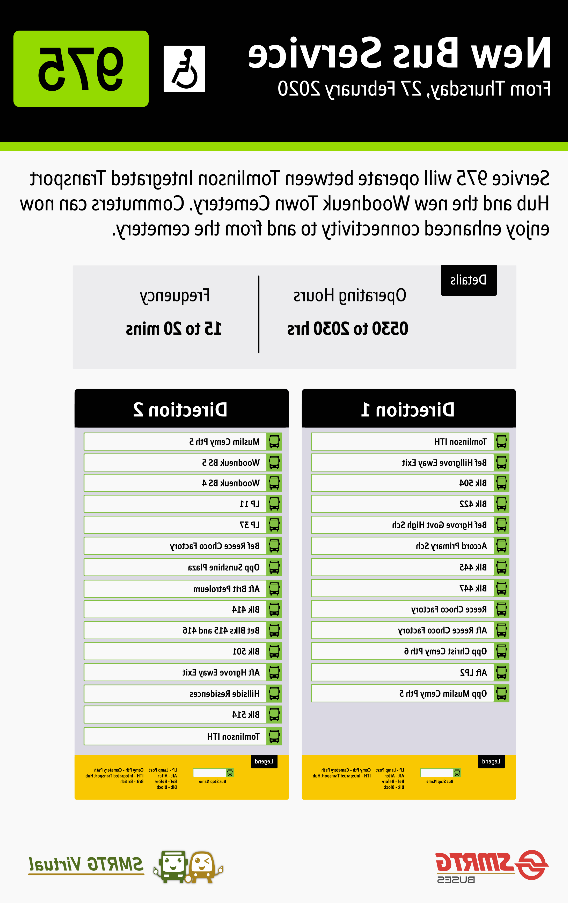 New Bus Service
From Thursday, 27 February 2020
975
Service 975 will operate between Tomlinson Integrated Transport
Hub and the new Woodneuk Town Cemetery. Commuters can now
enjoy enhanced connectivity to and from the cemetery.
Details
Operating Hours
0530 to 2030 hrs
Frequency
15 to 20 mins
Direction 1
Tomlinson ITH
Bef Hillgrove Eway Exit
Blk 504
Blk 422
Bef Hgrove Govt High Sch
Accord Primary Sch
Blk 445
Blk 447
Reece Choco Factory
Aft Reece Choco Factory
Opp Christ Cemy Pth 6
Aft LP2
Opp Muslim Cemy Pth 5
Legend
Direction 2
Muslim Cemy Pth 5
Woodneuk BS 5
Woodneuk BS 4
LP 11
LP 37
Bef Reece Choco Factory
Opp Sunshine Plaza
Aft Brit Petroleum
Blk 414
Bet Blks 415 and 416
Blk 501
Aft Hgrove Eway Exit
Hillside Residences
Blk 514
Tomlinson ITH
Legend
SMRTG
BUSES
SMRTG Virtual